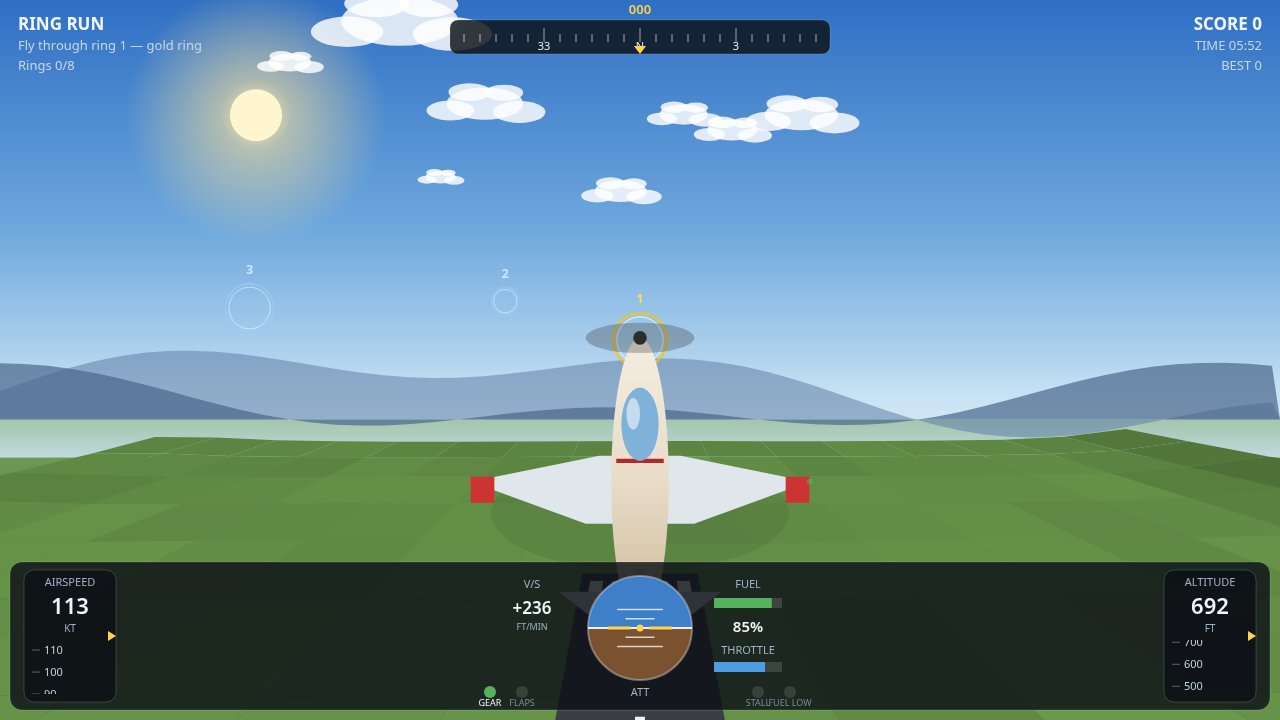 RING RUN
Fly through ring 1 — gold ring
Rings 0/8
000
33
N
3
SCORE 0
TIME 05:52
BEST 0
3
2
1
AIRSPEED
113
KT
110
100
90
V/S
+236
FT/MIN
GEAR
FLAPS
ATT
FUEL
85%
THROTTLE
STALL
FUEL LOW
ALTITUDE
692
FT
700
600
500